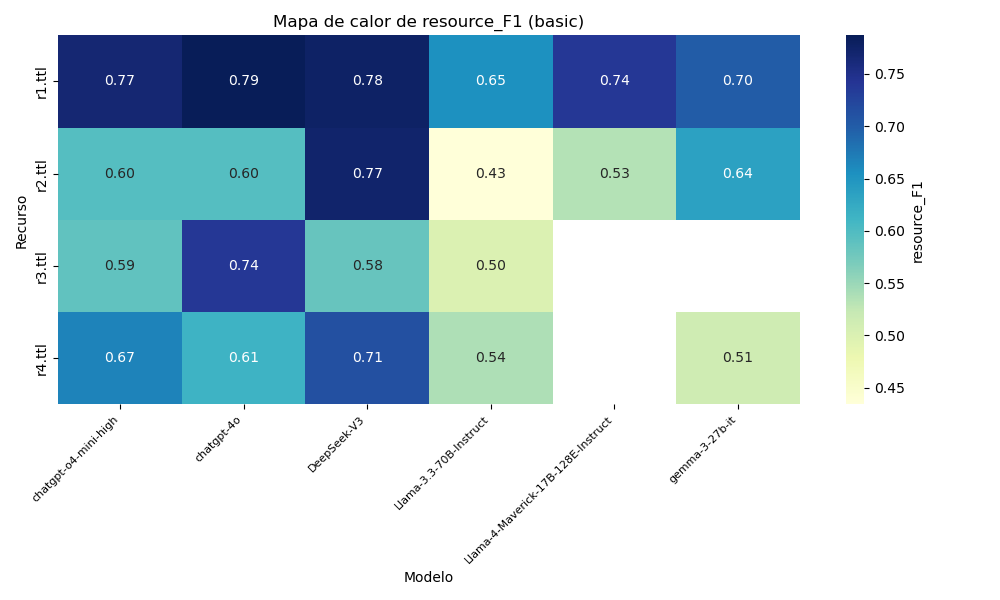 Mapa de calor de resource_F1 (basic)
Recurso
r1.ttl 0.77 0.79 0.78 0.65 0.74 0.70
r2.ttl 0.60 0.60 0.77 0.43 0.53 0.64
r3.ttl 0.59 0.74 0.58 0.50
r4.ttl 0.67 0.61 0.71 0.54 0.51
chatgpt-o4-mini-high
chatgpt-4o
DeepSeek-V3
Llama-3.3-70B-Instruct
Llama-4-Maverick-17B-128E-Instruct
gemma-3-27b-it
Modelo
0.75
0.70
0.65
0.60
0.55
0.50
0.45
resource_F1